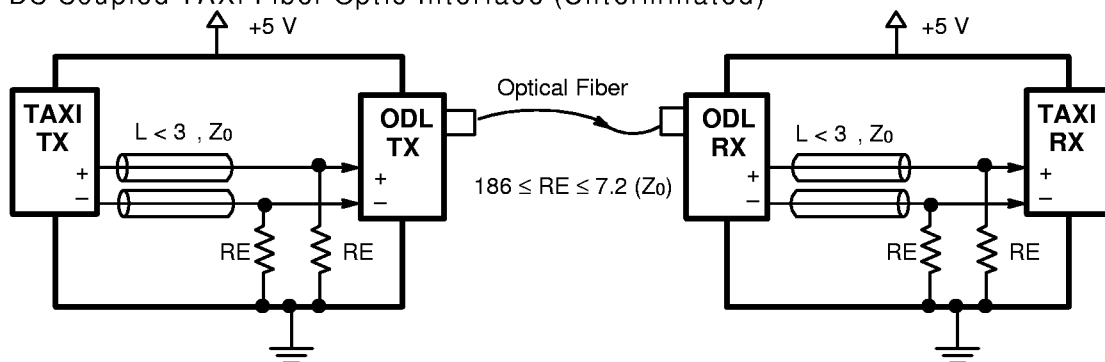 DC Coupled TAXI Fiber Optic Interface (Unterminated)
+5 V
+5 V
TAXI
TX
L < 3 , Z0
+
–
ODL
TX
+
–
RE
RE
Optical Fiber
186 ≤ RE ≤ 7.2 (Z0)
ODL
RX
+
–
L < 3 , Z0
TAXI
RX
+
–
RE
RE